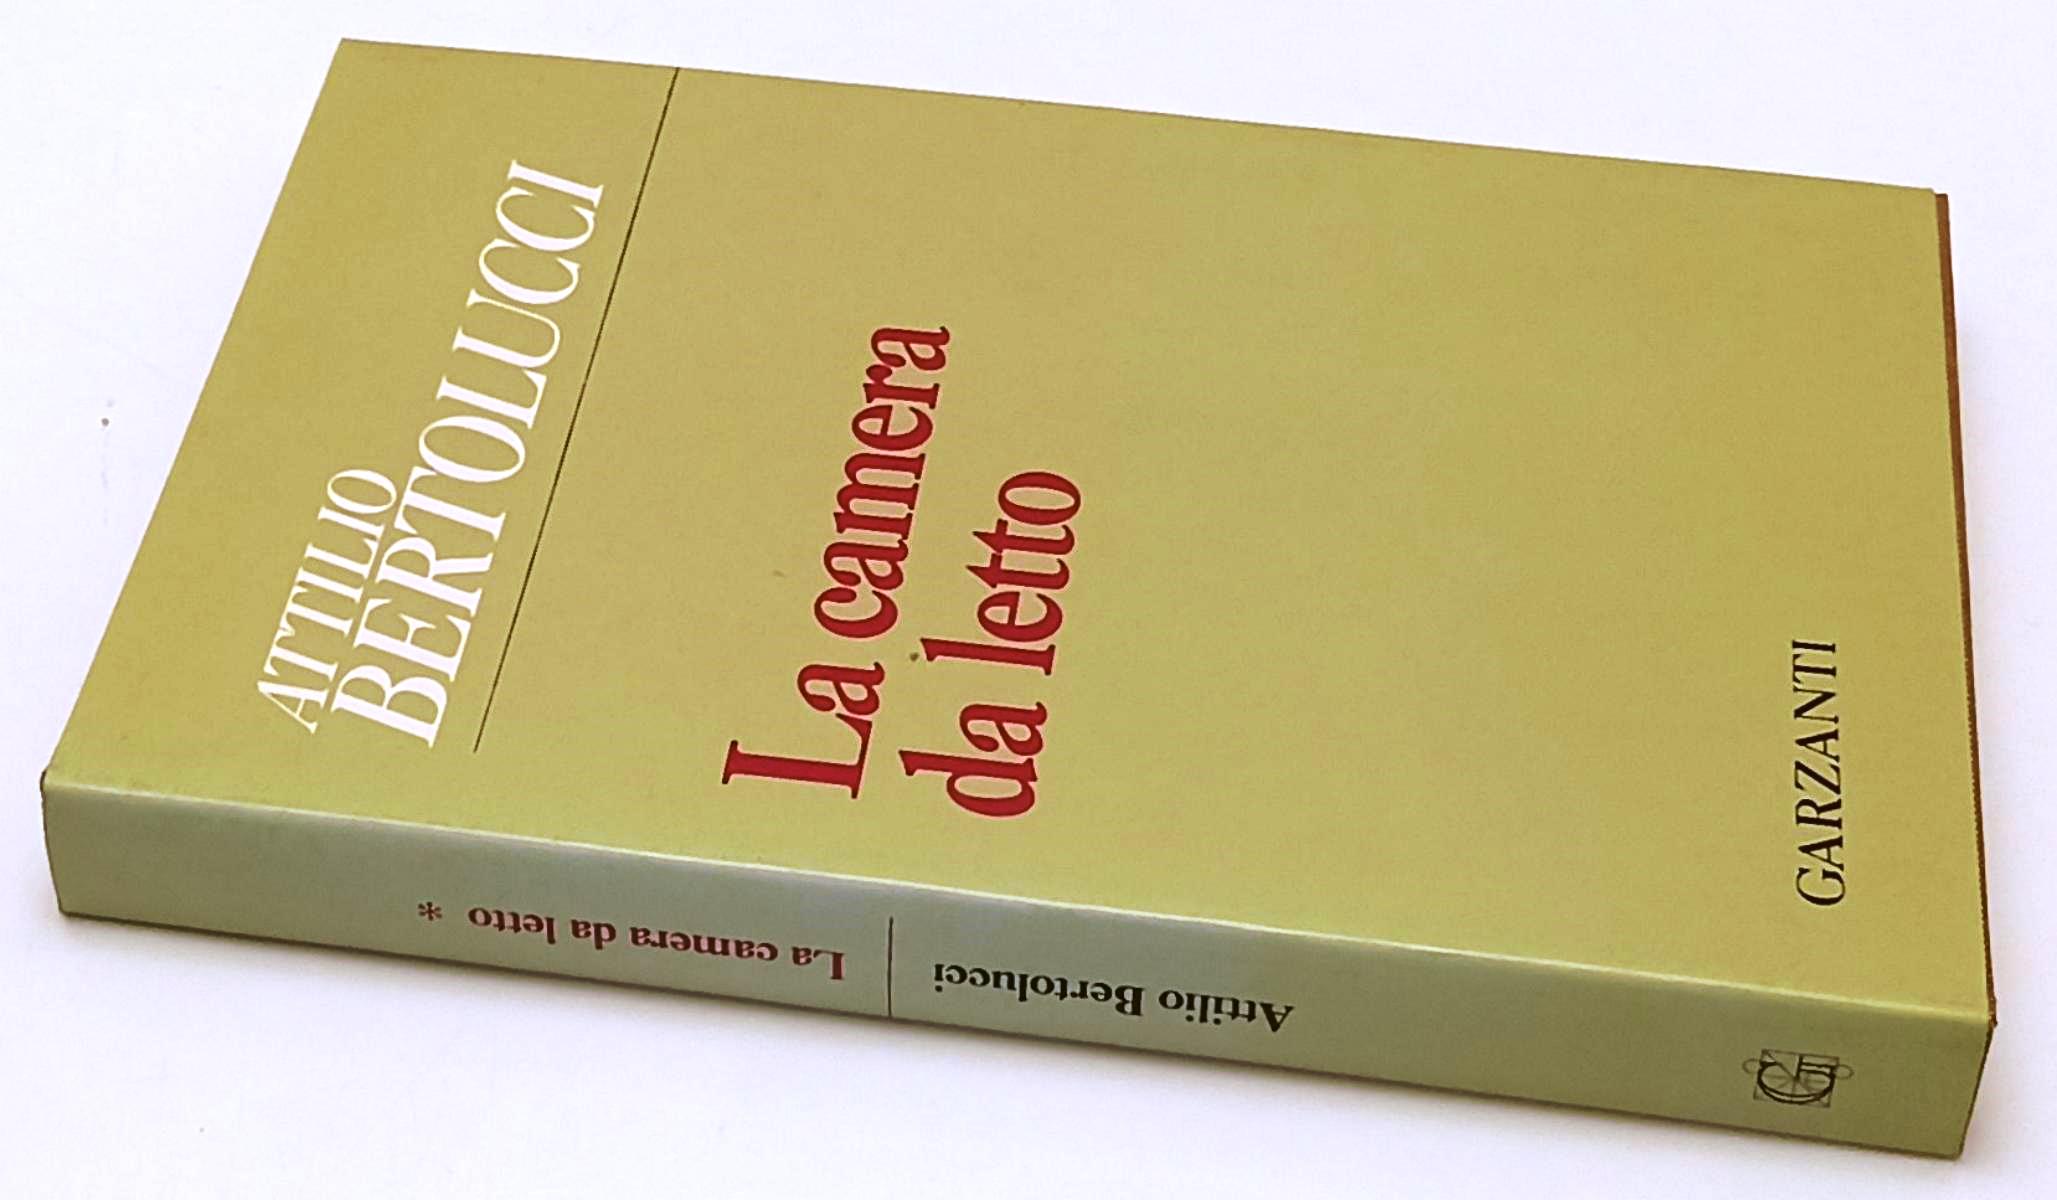 ATTILIO
BERTOLUCCI
La camera
da letto
GARZANTI
Attilio Bertolucci
La camera da letto *